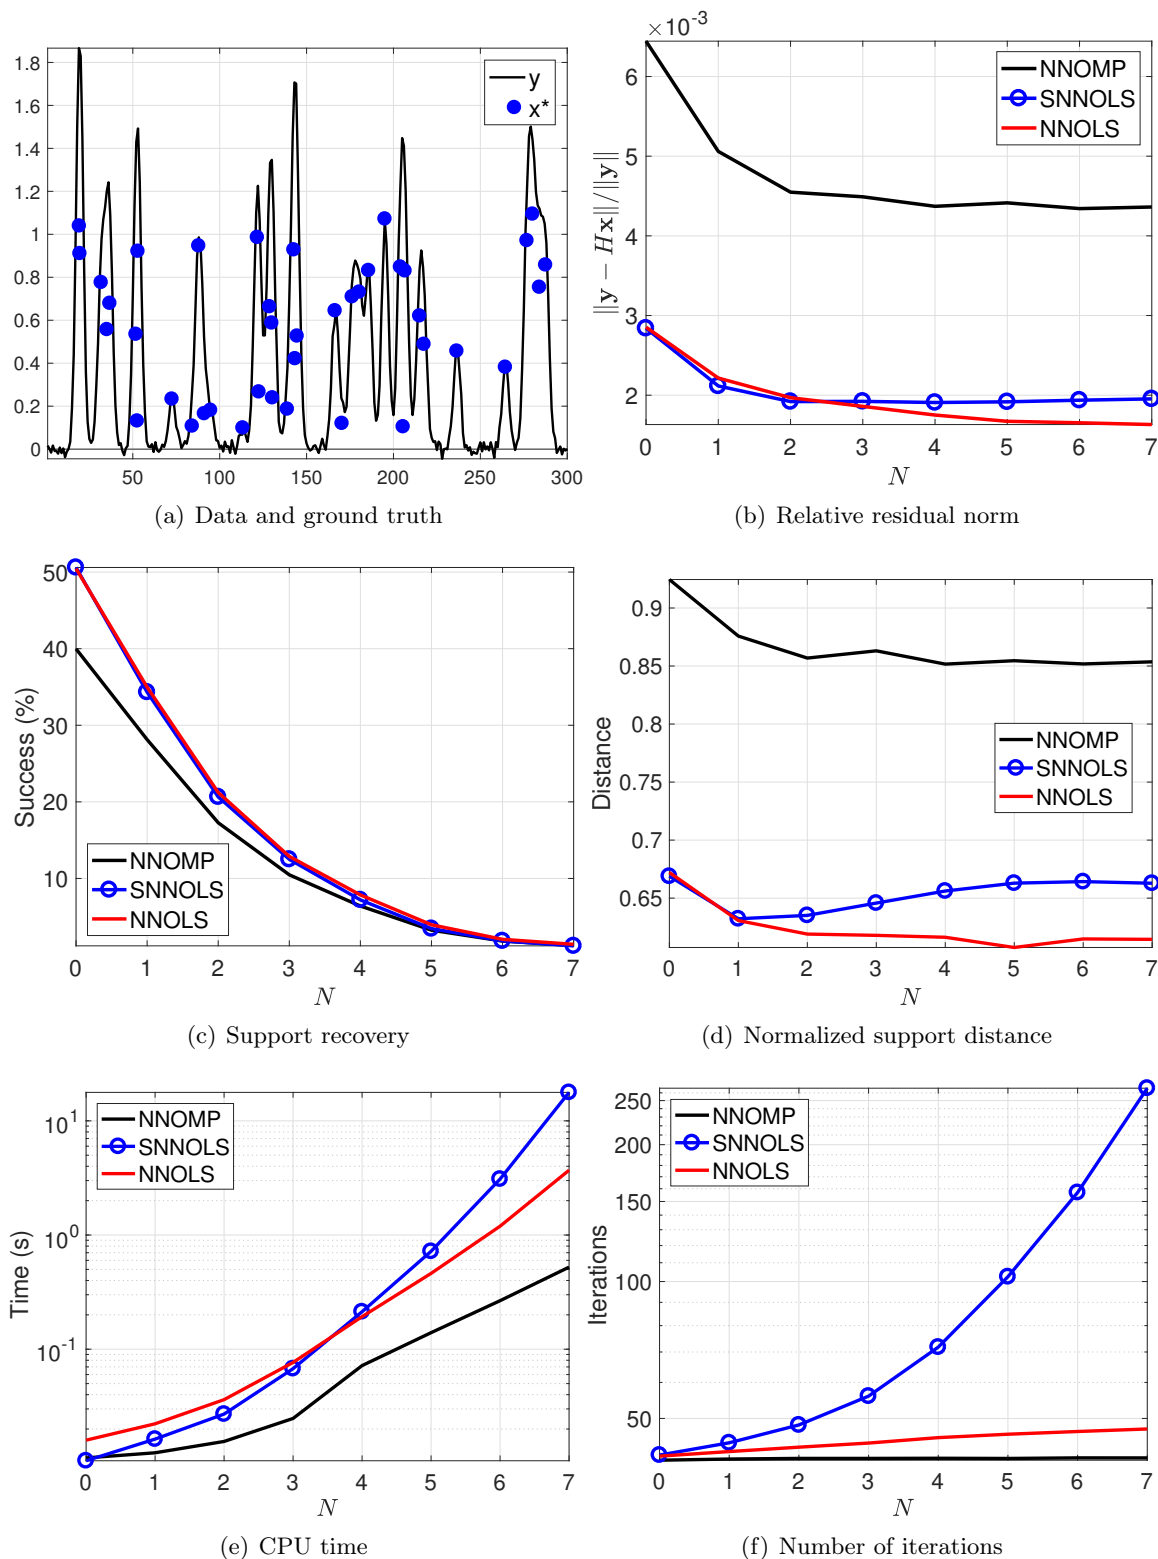 1.8
1.6
1.4
1.2
1
0.8
0.6
0.4
0.2
0
50 100 150 200 250 300
y
x*
(a) Data and ground truth
×10⁻³
6
5
4
3
2
0 1 2 3 4 5 6 7
‖y − Hx‖/‖y‖
N
NNOMP
SNNOLS
NNOLS
(b) Relative residual norm
50
40
30
20
10
0 1 2 3 4 5 6 7
Success (%)
N
NNOMP
SNNOLS
NNOLS
(c) Support recovery
0.9
0.85
0.8
0.75
0.7
0.65
0 1 2 3 4 5 6 7
Distance
N
NNOMP
SNNOLS
NNOLS
(d) Normalized support distance
10¹
10⁰
10⁻¹
0 1 2 3 4 5 6 7
Time (s)
N
NNOMP
SNNOLS
NNOLS
(e) CPU time
250
200
150
100
50
0 1 2 3 4 5 6 7
Iterations
N
NNOMP
SNNOLS
NNOLS
(f) Number of iterations